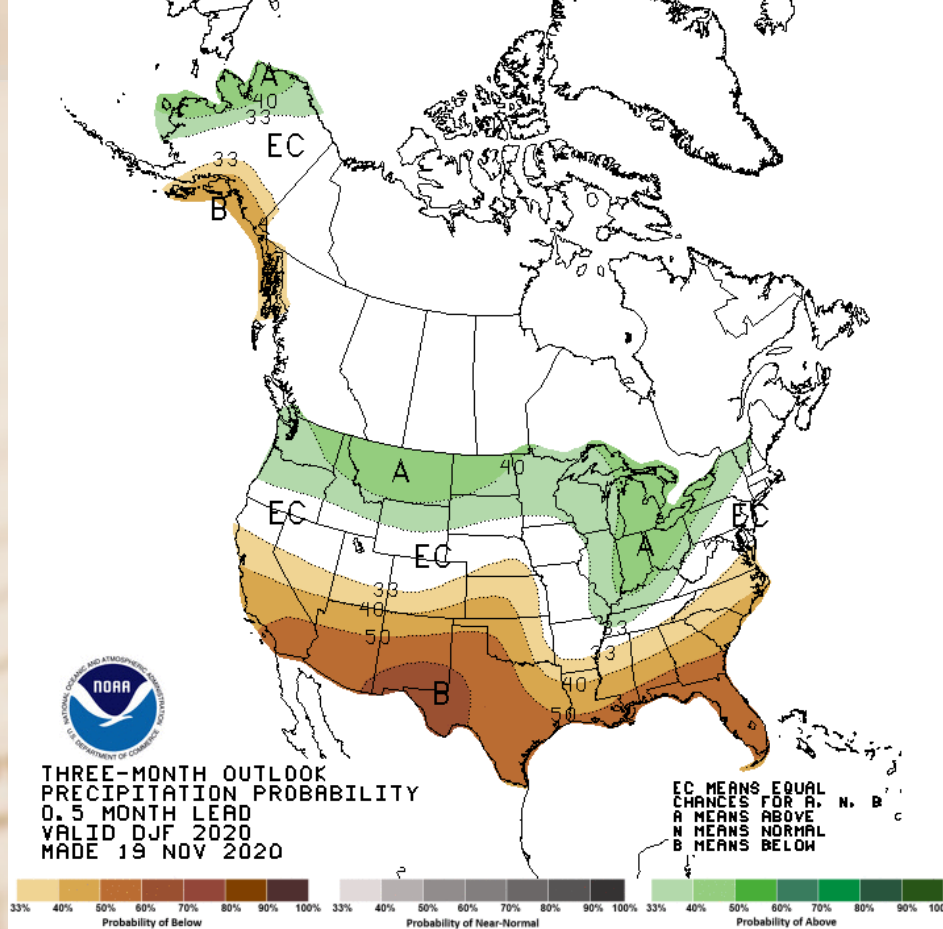 A
40
33
EC
33
B
A
40
EC
A
EC
EC
33
33
40
33
50
B
40
50
NATIONAL OCEANIC AND ATMOSPHERIC ADMINISTRATION
NOAA
U.S. DEPARTMENT OF COMMERCE
THREE-MONTH OUTLOOK
PRECIPITATION PROBABILITY
0.5 MONTH LEAD
VALID DJF 2020
MADE 19 NOV 2020
EC MEANS EQUAL
CHANCES FOR A, N, B
A MEANS ABOVE
N MEANS NORMAL
B MEANS BELOW
33% 40% 50% 60% 70% 80% 90% 100%
Probability of Below
33% 40% 50% 60% 70% 80% 90% 100%
Probability of Near-Normal
33% 40% 50% 60% 70% 80% 90% 100
Probability of Above